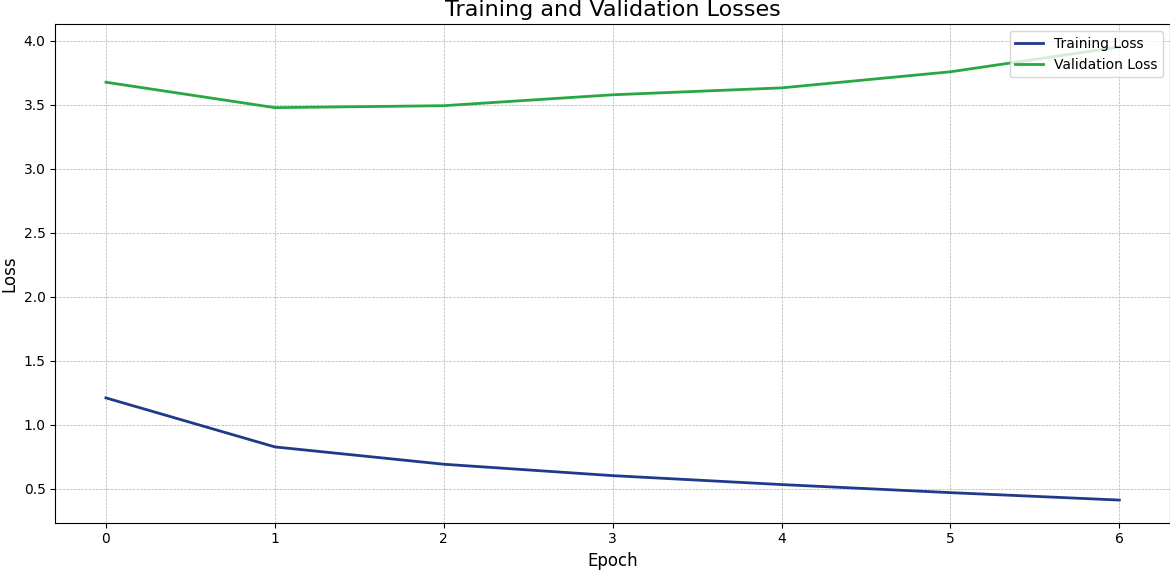 Training and Validation Losses
4.0
3.5
3.0
2.5
2.0
1.5
1.0
0.5
Loss
Training Loss
Validation Loss
0 1 2 3 4 5 6
Epoch